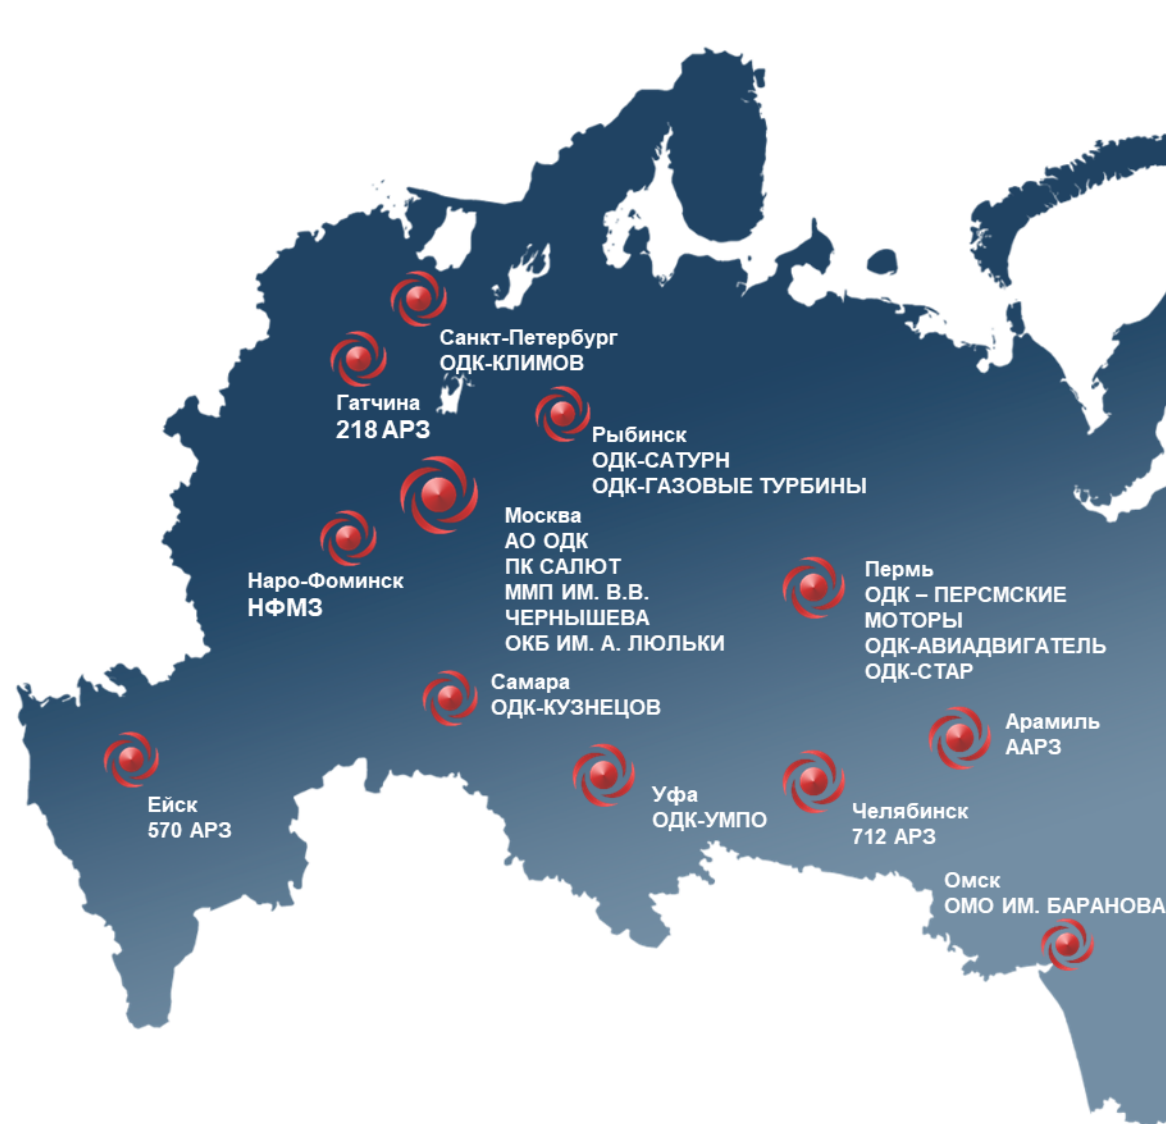 Санкт-Петербург
ОДК-КЛИМОВ
Гатчина
218 АРЗ
Рыбинск
ОДК-САТУРН
ОДК-ГАЗОВЫЕ ТУРБИНЫ
Москва
АО ОДК
ПК САЛЮТ
ММП ИМ. В.В.
ЧЕРНЫШЕВА
ОКБ ИМ. А. ЛЮЛЬКИ
Наро-Фоминск
НФМЗ
Пермь
ОДК – ПЕРСМСКИЕ
МОТОРЫ
ОДК-АВИАДВИГАТЕЛЬ
ОДК-СТАР
Самара
ОДК-КУЗНЕЦОВ
Арамиль
ААРЗ
Ейск
570 АРЗ
Уфа
ОДК-УМПО
Челябинск
712 АРЗ
Омск
ОМО ИМ. БАРАНОВА